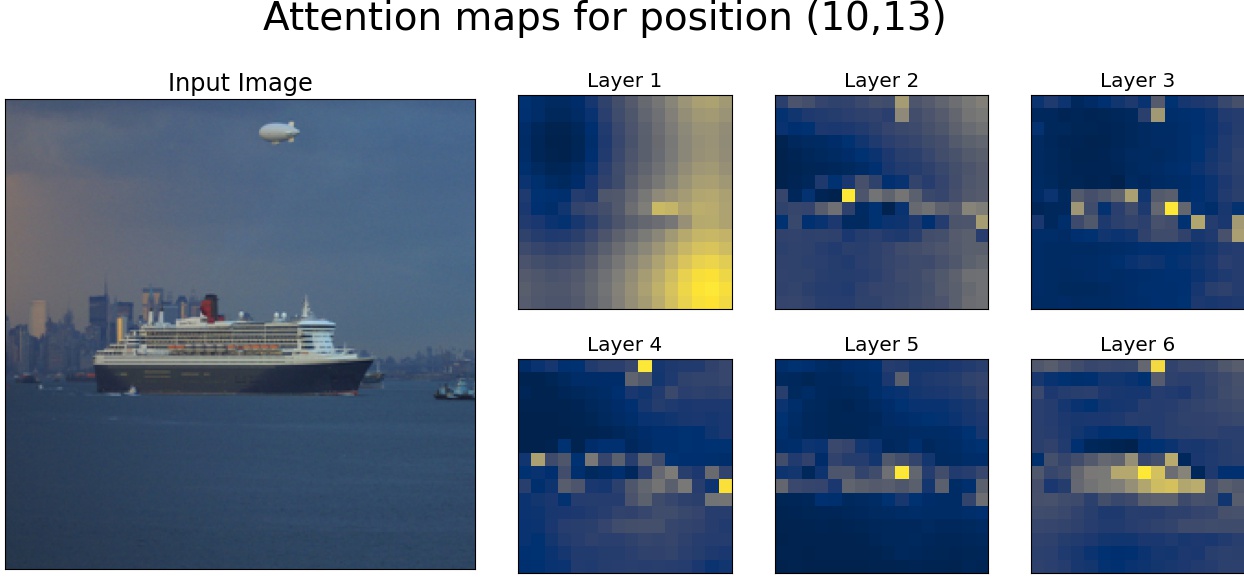 Attention maps for position (10,13)
Input Image
Layer 1
Layer 2
Layer 3
Layer 4
Layer 5
Layer 6